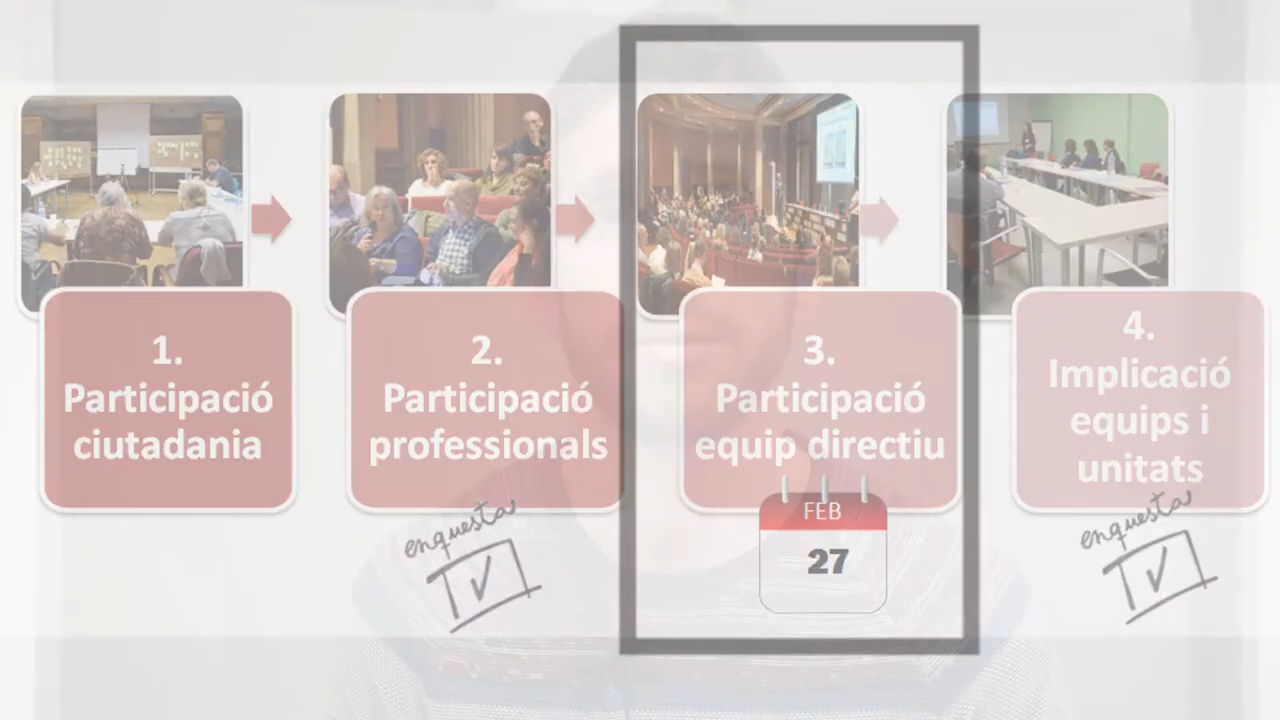 1.
Participació
ciutadania
2.
Participació
professionals
3.
Participació
equip directiu
4.
Implicació
equips i
unitats
enquesta
FEB
27
enquesta